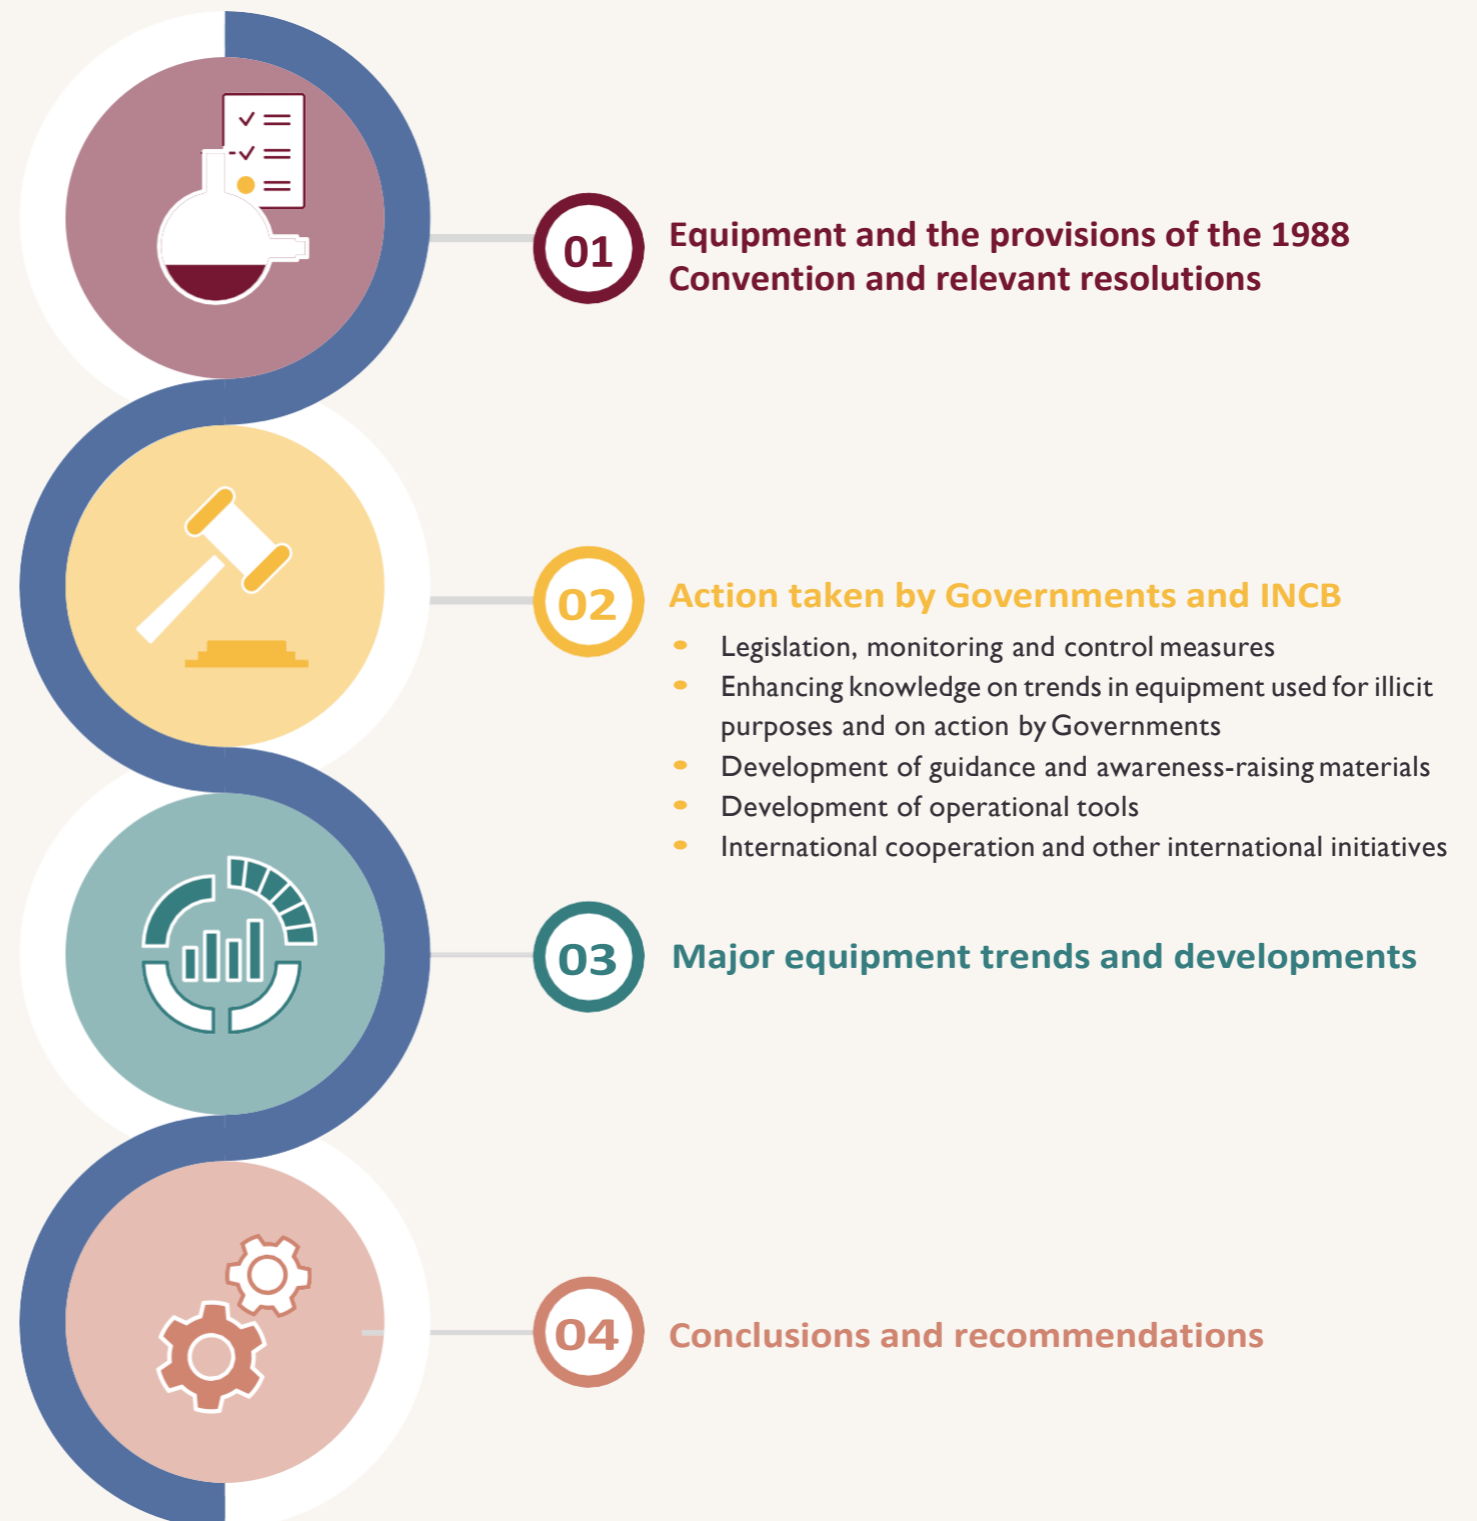 01
Equipment and the provisions of the 1988
Convention and relevant resolutions
02
Action taken by Governments and INCB
• Legislation, monitoring and control measures
• Enhancing knowledge on trends in equipment used for illicit
purposes and on action by Governments
• Development of guidance and awareness-raising materials
• Development of operational tools
• International cooperation and other international initiatives
03
Major equipment trends and developments
04
Conclusions and recommendations